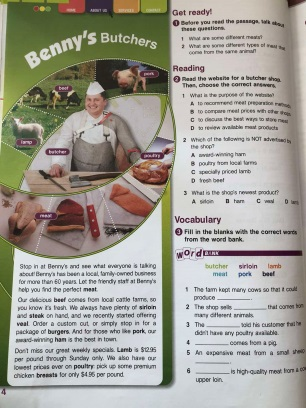 HOME
ABOUT US
SERVICES
CONTACT
Benny's Butchers
beef
pork
lamb
butcher
poultry
meat
Stop in at Benny's and see what everyone is talking
about! Benny's has been a local, family-owned business
for more than 60 years. Let the friendly staff at Benny's
help you find the perfect meat.
Our delicious beef comes from local cattle farms, so
you know it's fresh. We always have plenty of sirloin
and steak on hand, and we recently started offering
veal. Order a custom cut, or simply stop in for a
package of burgers. And for those who like pork, our
award-winning ham is the best in town.
Don't miss our great weekly specials. Lamb is $12.95
per pound through Sunday only. We also have our
lowest prices ever on poultry: pick up some premium
chicken breasts for only $4.95 per pound.
4
Get ready!
1 Before you read the passage, talk about
these questions.
1 What are some different meats?
2 What are some different types of meat that
come from the same animal?
Reading
2 Read the website for a butcher shop.
Then, choose the correct answers.
1 What is the purpose of the website?
A to recommend meat preparation methods
B to compare meat prices with other shops
C to discuss the best ways to store meat
D to review available meat products
2 Which of the following is NOT advertised by
the shop?
A award-winning ham
B poultry from local farms
C specially priced lamb
D fresh beef
3 What is the shop's newest product?
A sirloin B ham C veal D lamb
Vocabulary
3 Fill in the blanks with the correct words
from the word bank.
word BANK
butcher sirloin lamb
meat pork beef
1 The farm kept many cows so that it could
produce
2 The shop sells ________, that comes from
many different animals.
3 The ________ told his customer that he
didn't have any poultry available.
4 ________ comes from a pig.
5 An expensive meat from a small sheep
6 ________ is high-quality meat from a cow
upper loin.